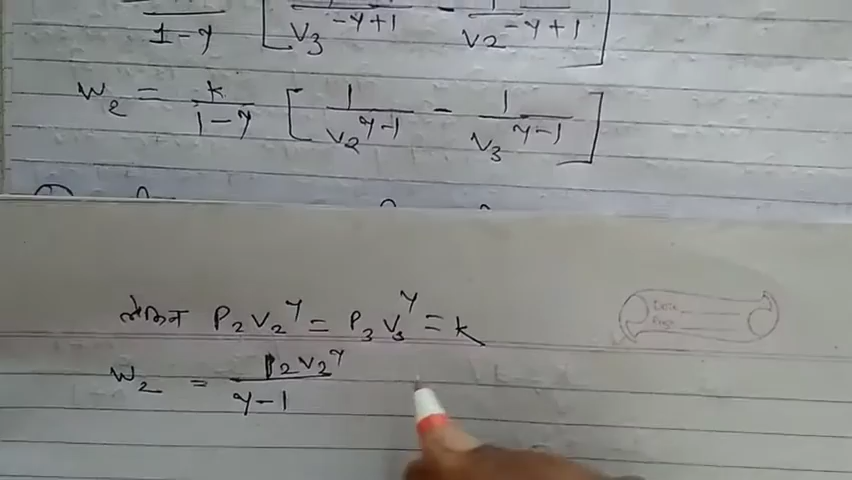 1-γ [ V₃^-γ+1 - V₂^-γ+1 ]
W₂ = K/1-γ [ 1/V₂^γ-1 - 1/V₃^γ-1 ]
लेकिन P₂V₂^γ = P₃V₃^γ = K
W₂ = P₂V₂^γ/γ-1